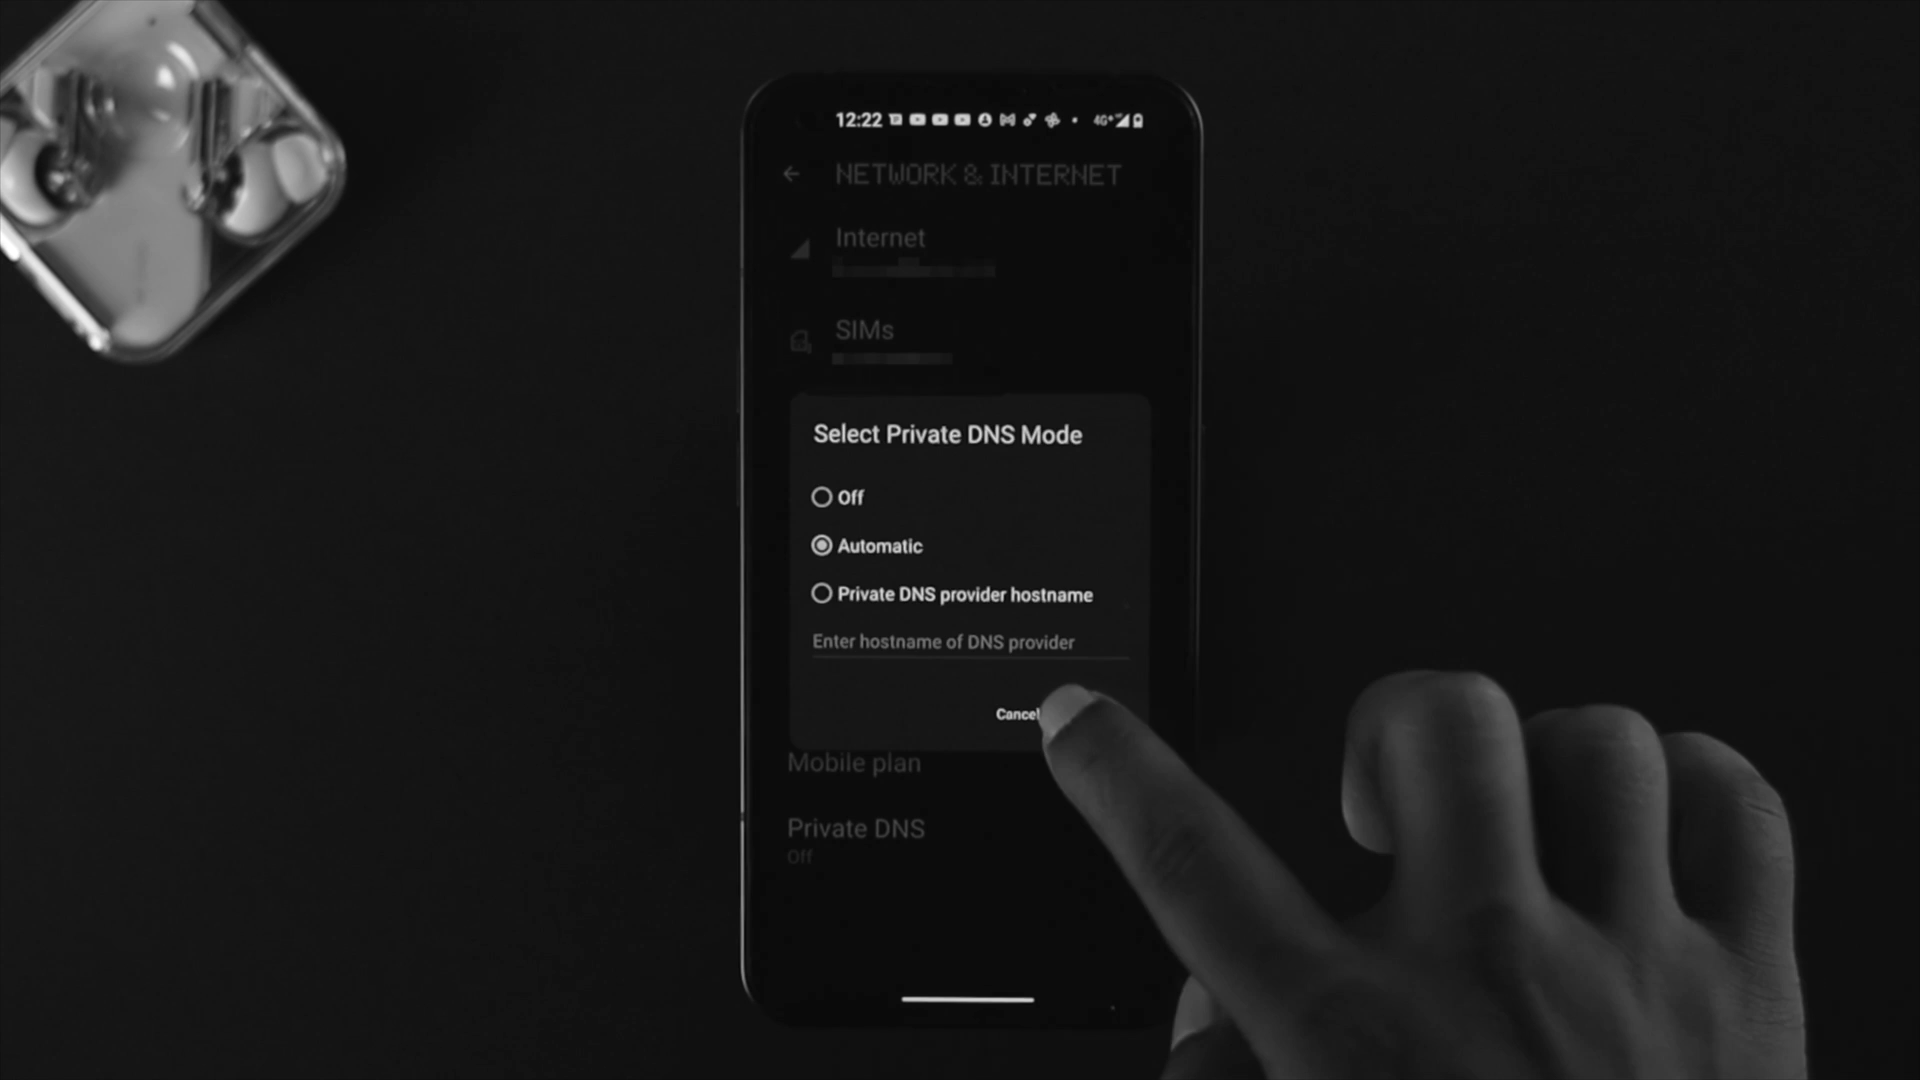 12:22
4G+
NETWORK & INTERNET
Internet
SIMs
Select Private DNS Mode
Off
Automatic
Private DNS provider hostname
Enter hostname of DNS provider
Cancel
Mobile plan
Private DNS
Off